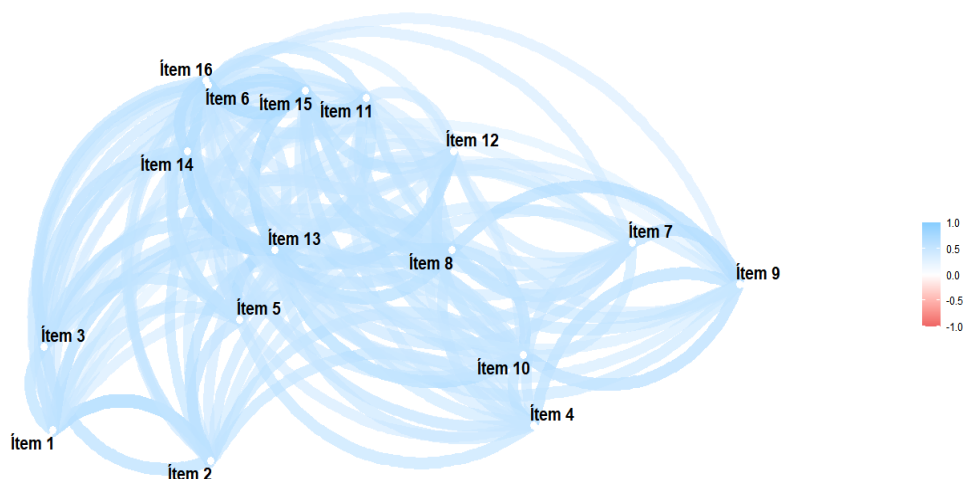 Ítem 16
Ítem 6
Ítem 15
Ítem 11
Ítem 12
Ítem 14
Ítem 13
Ítem 7
Ítem 8
Ítem 9
Ítem 5
Ítem 3
Ítem 10
Ítem 4
Ítem 1
Ítem 2
1.0
0.5
0.0
-0.5
-1.0